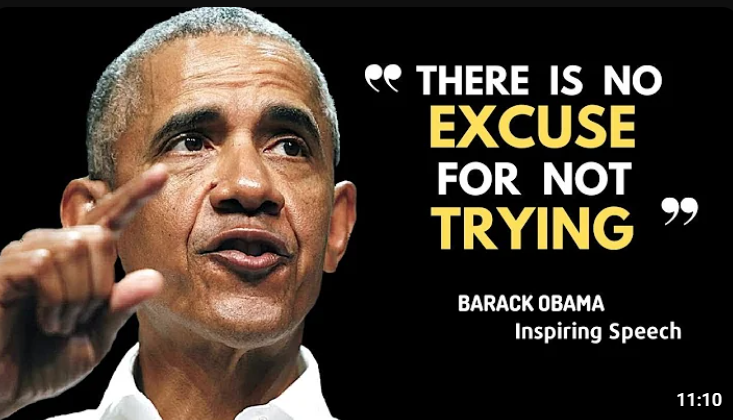 “ THERE IS NO
EXCUSE
FOR NOT
TRYING ”
BARACK OBAMA
Inspiring Speech
11:10